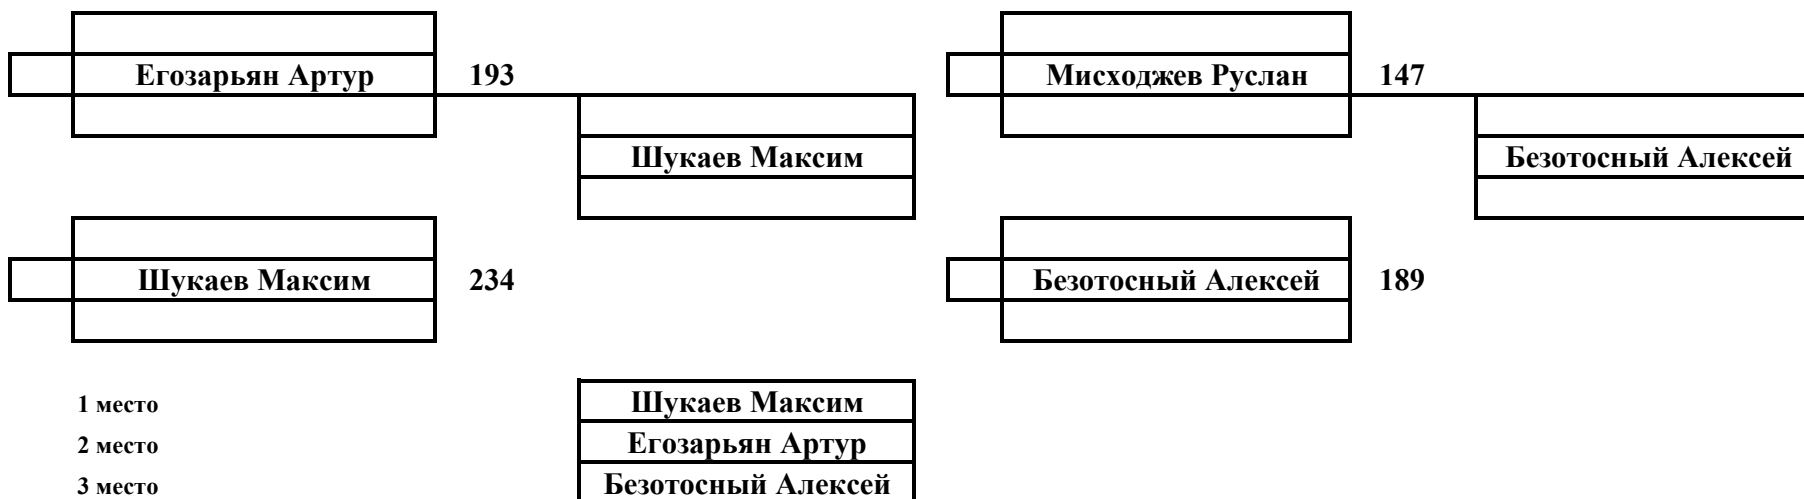 Егозарьян Артур 193
Мисходжев Руслан 147
Шукаев Максим
Безотосный Алексей
Шукаев Максим 234
Безотосный Алексей 189
1 место Шукаев Максим
2 место Егозарьян Артур
3 место Безотосный Алексей